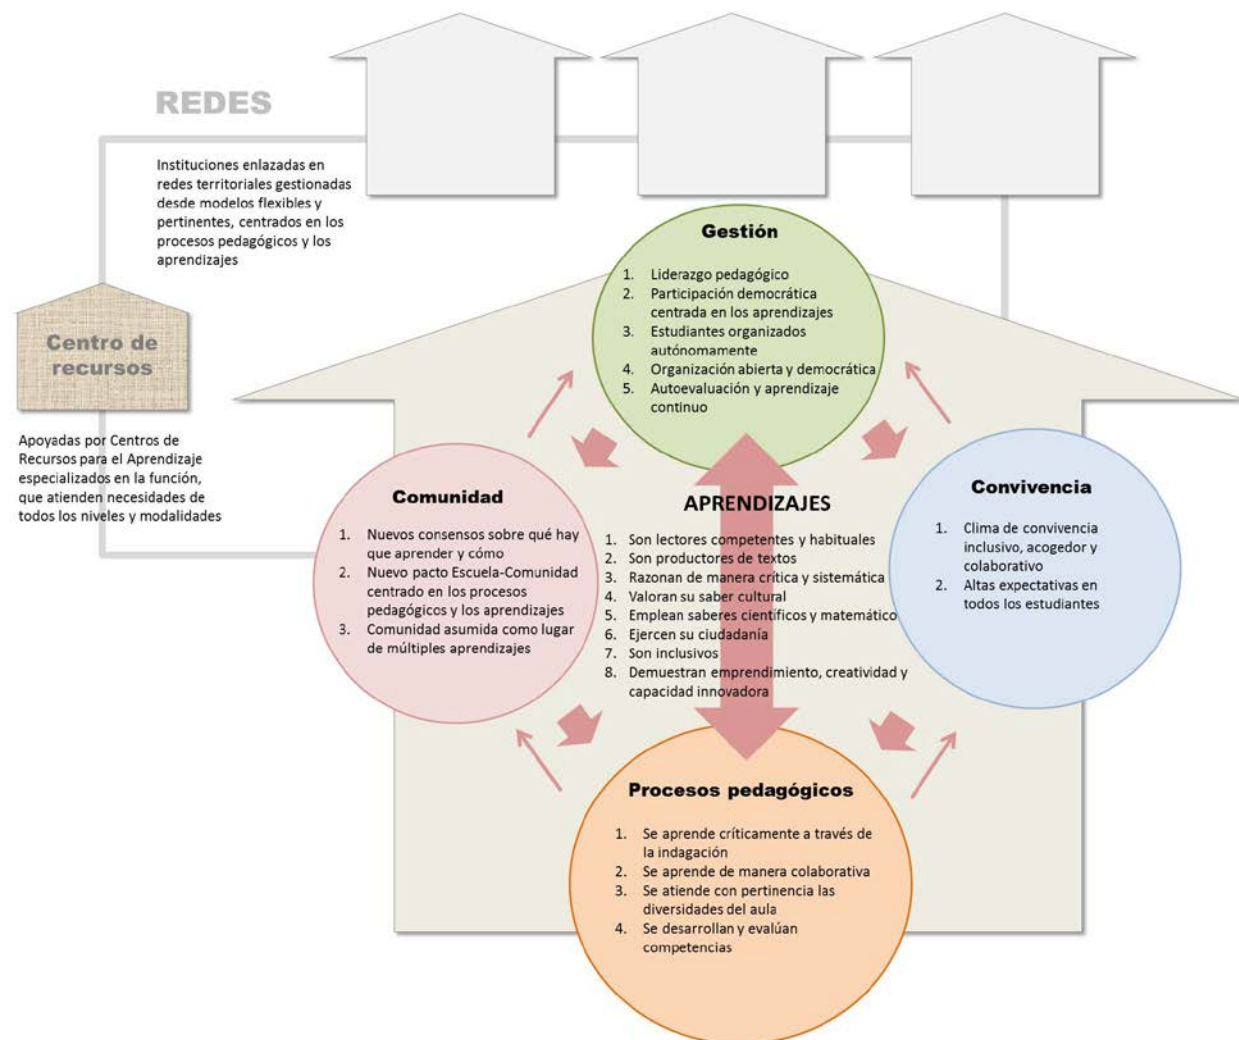 REDES
Instituciones enlazadas en
redes territoriales gestionadas
desde modelos flexibles y
pertinentes, centrados en los
procesos pedagógicos y los
aprendizajes
Centro de
recursos
Apoyadas por Centros de
Recursos para el Aprendizaje
especializados en la función,
que atienden necesidades de
todos los niveles y modalidades
Gestión
1. Liderazgo pedagógico
2. Participación democrática
centrada en los aprendizajes
3. Estudiantes organizados
autónomamente
4. Organización abierta y democrática
5. Autoevaluación y aprendizaje
continuo
Comunidad
1. Nuevos consensos sobre qué hay
que aprender y cómo
2. Nuevo pacto Escuela-Comunidad
centrado en los procesos
pedagógicos y los aprendizajes
3. Comunidad asumida como lugar
de múltiples aprendizajes
APRENDIZAJES
1. Son lectores competentes y habituales
2. Son productores de textos
3. Razonan de manera crítica y sistemática
4. Valoran su saber cultural
5. Emplean saberes científicos y matemático
6. Ejercen su ciudadanía
7. Son inclusivos
8. Demuestran emprendimiento, creatividad y
capacidad innovadora
Convivencia
1. Clima de convivencia
inclusivo, acogedor y
colaborativo
2. Altas expectativas en
todos los estudiantes
Procesos pedagógicos
1. Se aprende críticamente a través de
la indagación
2. Se aprende de manera colaborativa
3. Se atiende con pertinencia las
diversidades del aula
4. Se desarrollan y evalúan
competencias